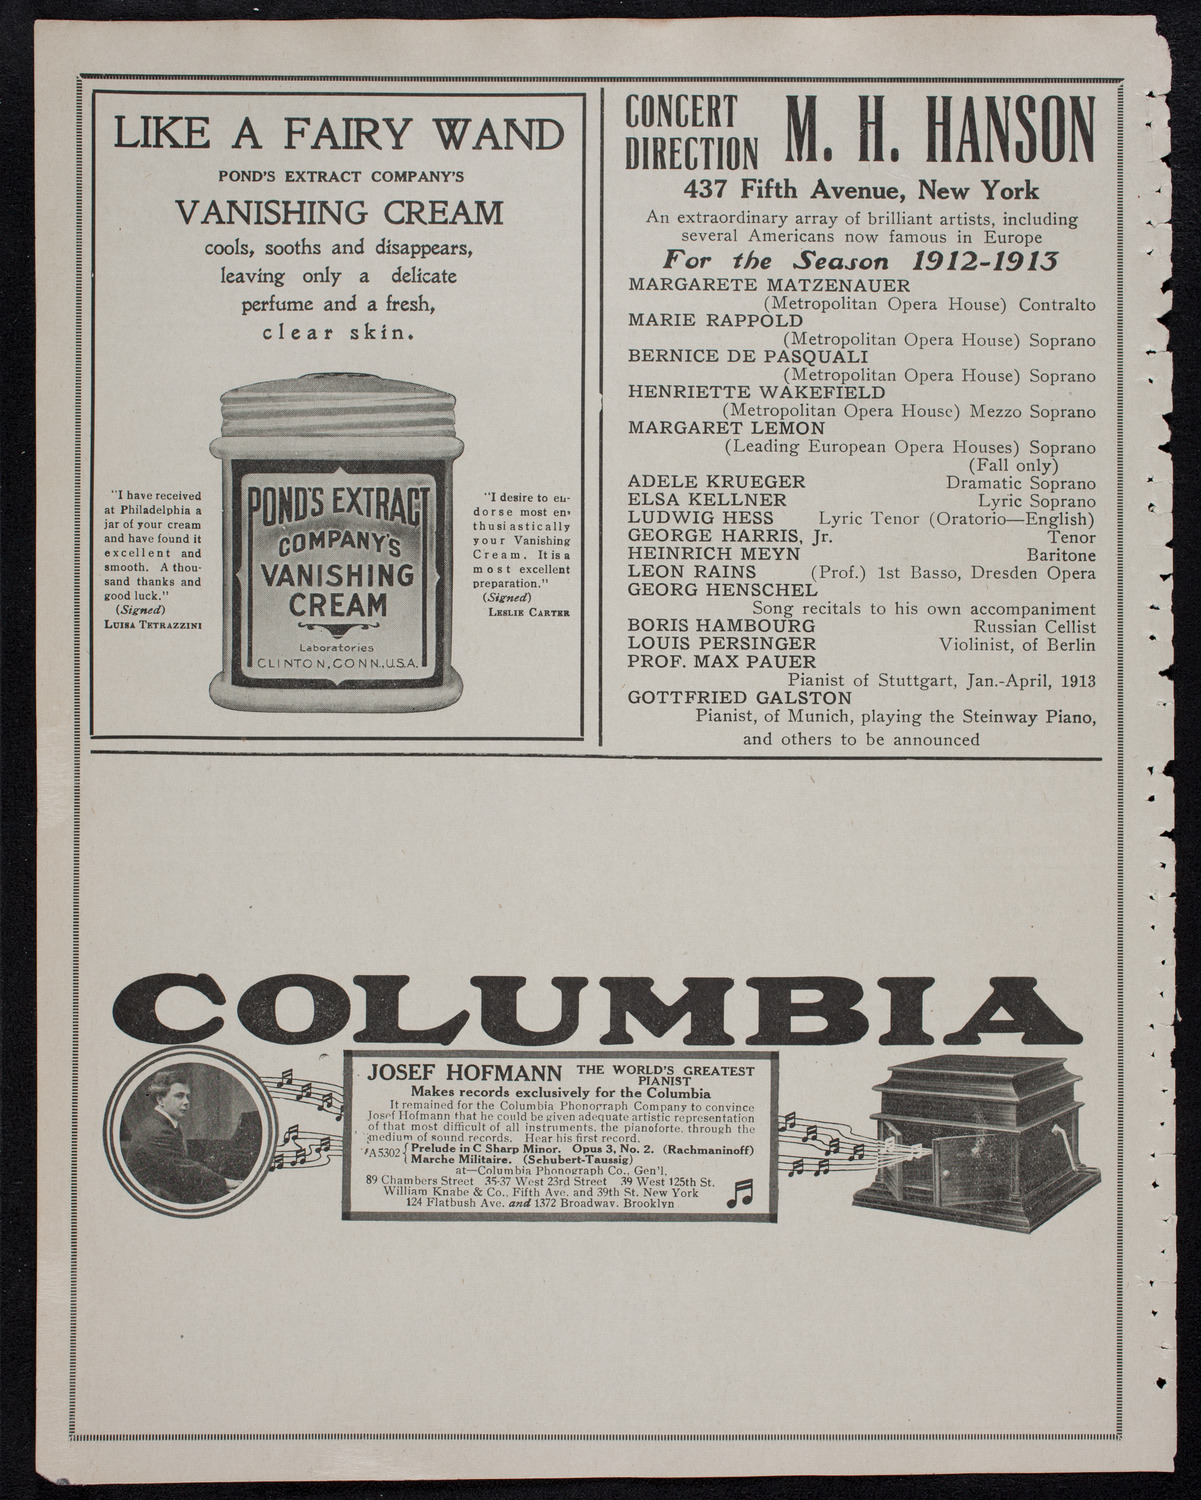 LIKE A FAIRY WAND
POND'S EXTRACT COMPANY'S
VANISHING CREAM
cools, sooths and disappears,
leaving only a delicate
perfume and a fresh,
clear skin.
"I have received
at Philadelphia a
jar of your cream
and have found it
excellent and
smooth. A thou-
sand thanks and
good luck."
(Signed)
LUISA TETRAZZINI
POND'S EXTRACT
COMPANY'S
VANISHING
CREAM
Laboratories
CLINTON, CONN., U.S.A.
"I desire to en-
dorse most en-
thusiastically
your Vanishing
Cream. It is a
most excellent
preparation."
(Signed)
LESLIE CARTER
CONCERT
DIRECTION M. H. HANSON
437 Fifth Avenue, New York
An extraordinary array of brilliant artists, including
several Americans now famous in Europe
For the Season 1912-1913
MARGARETE MATZENAUER
(Metropolitan Opera House) Contralto
MARIE RAPPOLD
(Metropolitan Opera House) Soprano
BERNICE DE PASQUALI
(Metropolitan Opera House) Soprano
HENRIETTE WAKEFIELD
(Metropolitan Opera House) Mezzo Soprano
MARGARET LEMON
(Leading European Opera Houses) Soprano
(Fall only)
ADELE KRUEGER Dramatic Soprano
ELSA KELLNER Lyric Soprano
LUDWIG HESS Lyric Tenor (Oratorio—English)
GEORGE HARRIS, Jr. Tenor
HEINRICH MEYN Baritone
LEON RAINS (Prof.) 1st Basso, Dresden Opera
GEORG HENSCHEL
Song recitals to his own accompaniment
BORIS HAMBOURG Russian Cellist
LOUIS PERSINGER Violinist, of Berlin
PROF. MAX PAUER
Pianist of Stuttgart, Jan.-April, 1913
GOTTFRIED GALSTON
Pianist, of Munich, playing the Steinway Piano,
and others to be announced
COLUMBIA
JOSEF HOFMANN THE WORLD'S GREATEST
PIANIST
Makes records exclusively for the Columbia
It remained for the Columbia Phonograph Company to convince
Josef Hofmann that he could be given adequate artistic representation
of that most difficult of all instruments, the pianoforte, through the
medium of sound records. Hear his first record.
A5302 { Prelude in C Sharp Minor. Opus 3, No. 2. (Rachmaninoff)
Marche Militaire. (Schubert-Taussig)
at—Columbia Phonograph Co., Gen'l,
89 Chambers Street 35-37 West 23rd Street 39 West 125th St.
William Knabe & Co., Fifth Ave. and 39th St. New York
124 Flatbush Ave. and 1372 Broadway, Brooklyn